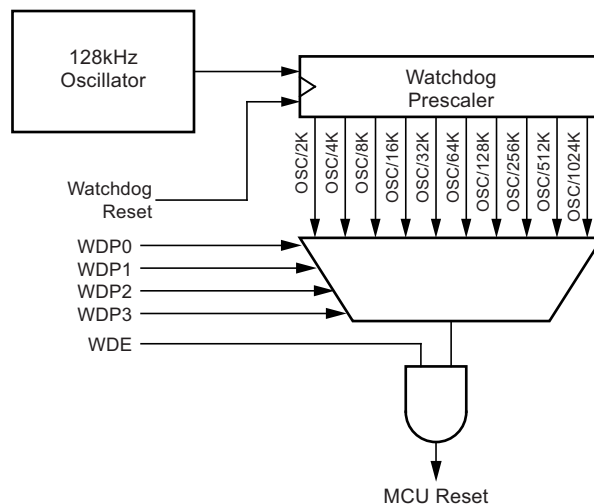 128kHz
Oscillator
Watchdog
Prescaler
OSC/2K
OSC/4K
OSC/8K
OSC/16K
OSC/32K
OSC/64K
OSC/128K
OSC/256K
OSC/512K
OSC/1024K
Watchdog
Reset
WDP0
WDP1
WDP2
WDP3
WDE
MCU Reset